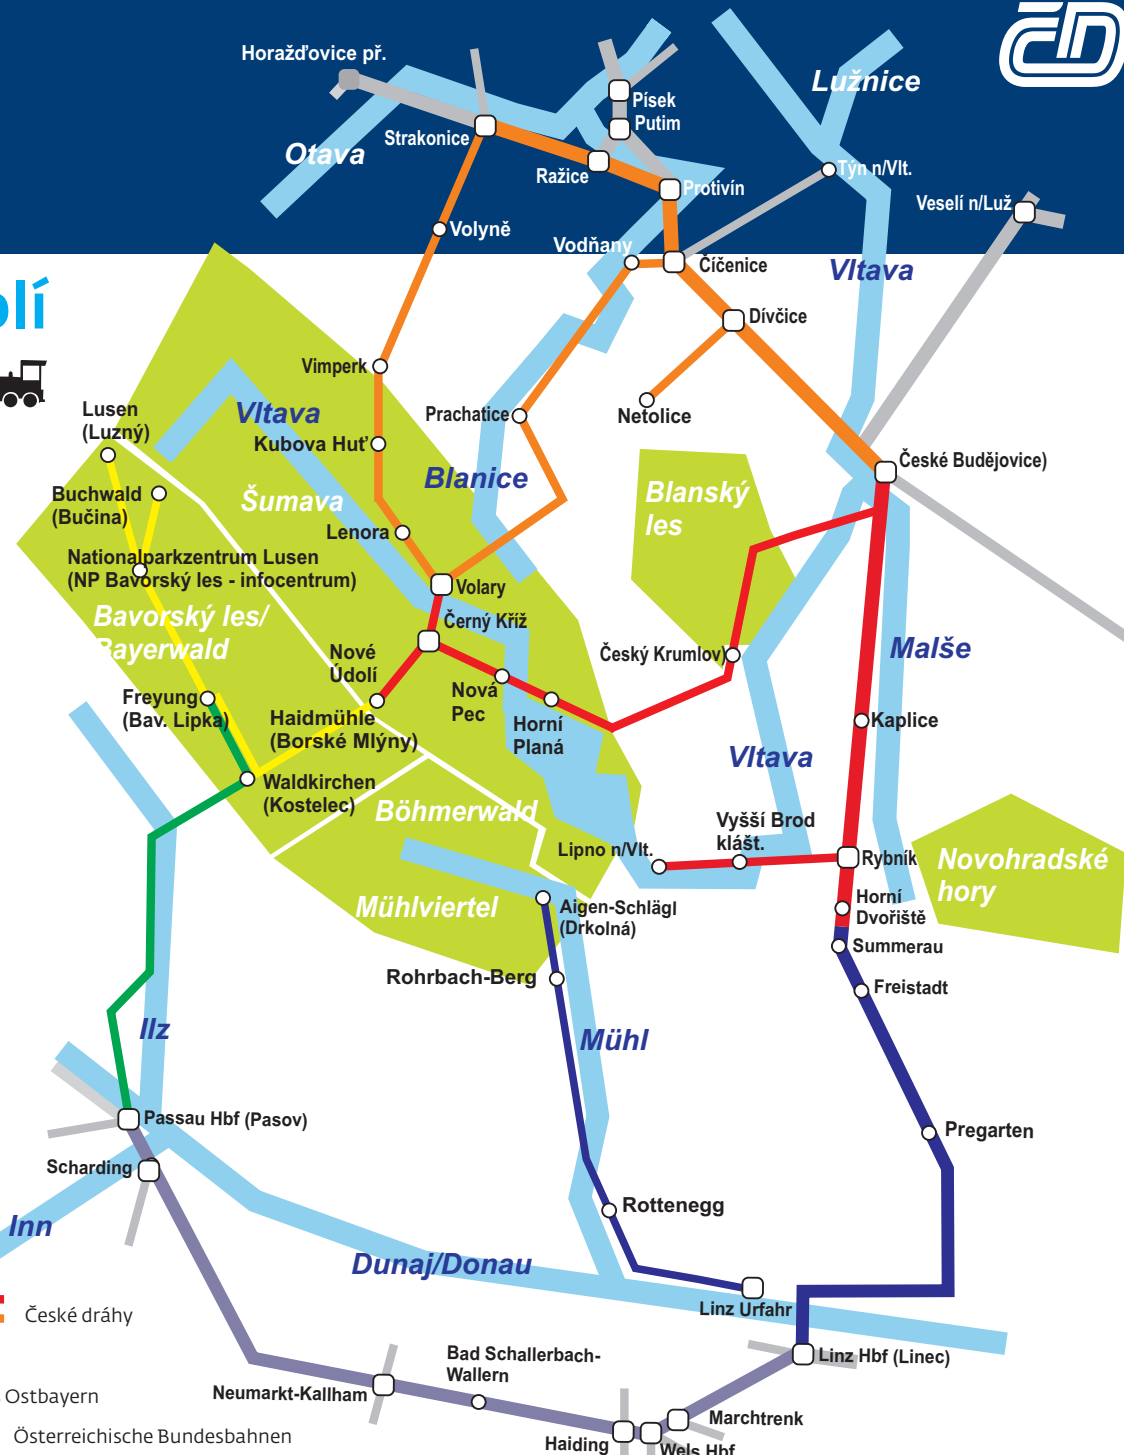 ČD
Horažďovice př.
Lužnice
Písek
Putim
Strakonice
Otava
Ražice
Týn n/Vlt.
Protivín
Veselí n/Luž
Volyně
Vodňany
Číčenice
Vltava
olí
Dívčice
Vimperk
Lusen
(Luzný)
Vltava
Prachatice
Netolice
Kubova Huť
České Budějovice)
Blanice
Buchwald
(Bučina)
Šumava
Blanský
les
Lenora
Nationalparkzentrum Lusen
(NP Bavorský les - infocentrum)
Volary
Bavorský les/
Bayerwald
Černý Kříž
Nové
Údolí
Český Krumlov)
Malše
Freyung
(Bav. Lipka)
Nová
Pec
Haidmühle
(Borské Mlýny)
Horní
Planá
Kaplice
Vltava
Waldkirchen
(Kostelec)
Böhmerwald
Vyšší Brod
klášt.
Lipno n/Vlt.
Rybník
Novohradské
hory
Mühlviertel
Aigen-Schlägl
(Drkolná)
Horní
Dvořiště
Summerau
Rohrbach-Berg
Freistadt
Ilz
Mühl
Passau Hbf (Pasov)
Pregarten
Scharding
Rottenegg
Inn
Dunaj/Donau
Linz Urfahr
České dráhy
Linz Hbf (Linec)
Bad Schallerbach-
Wallern
Neumarkt-Kallham
Ostbayern
Marchtrenk
Österreichische Bundesbahnen
Haiding
Wels Hbf